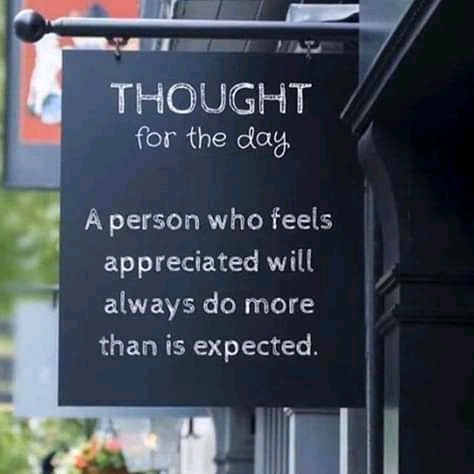 THOUGHT
for the day
A person who feels
appreciated will
always do more
than is expected.